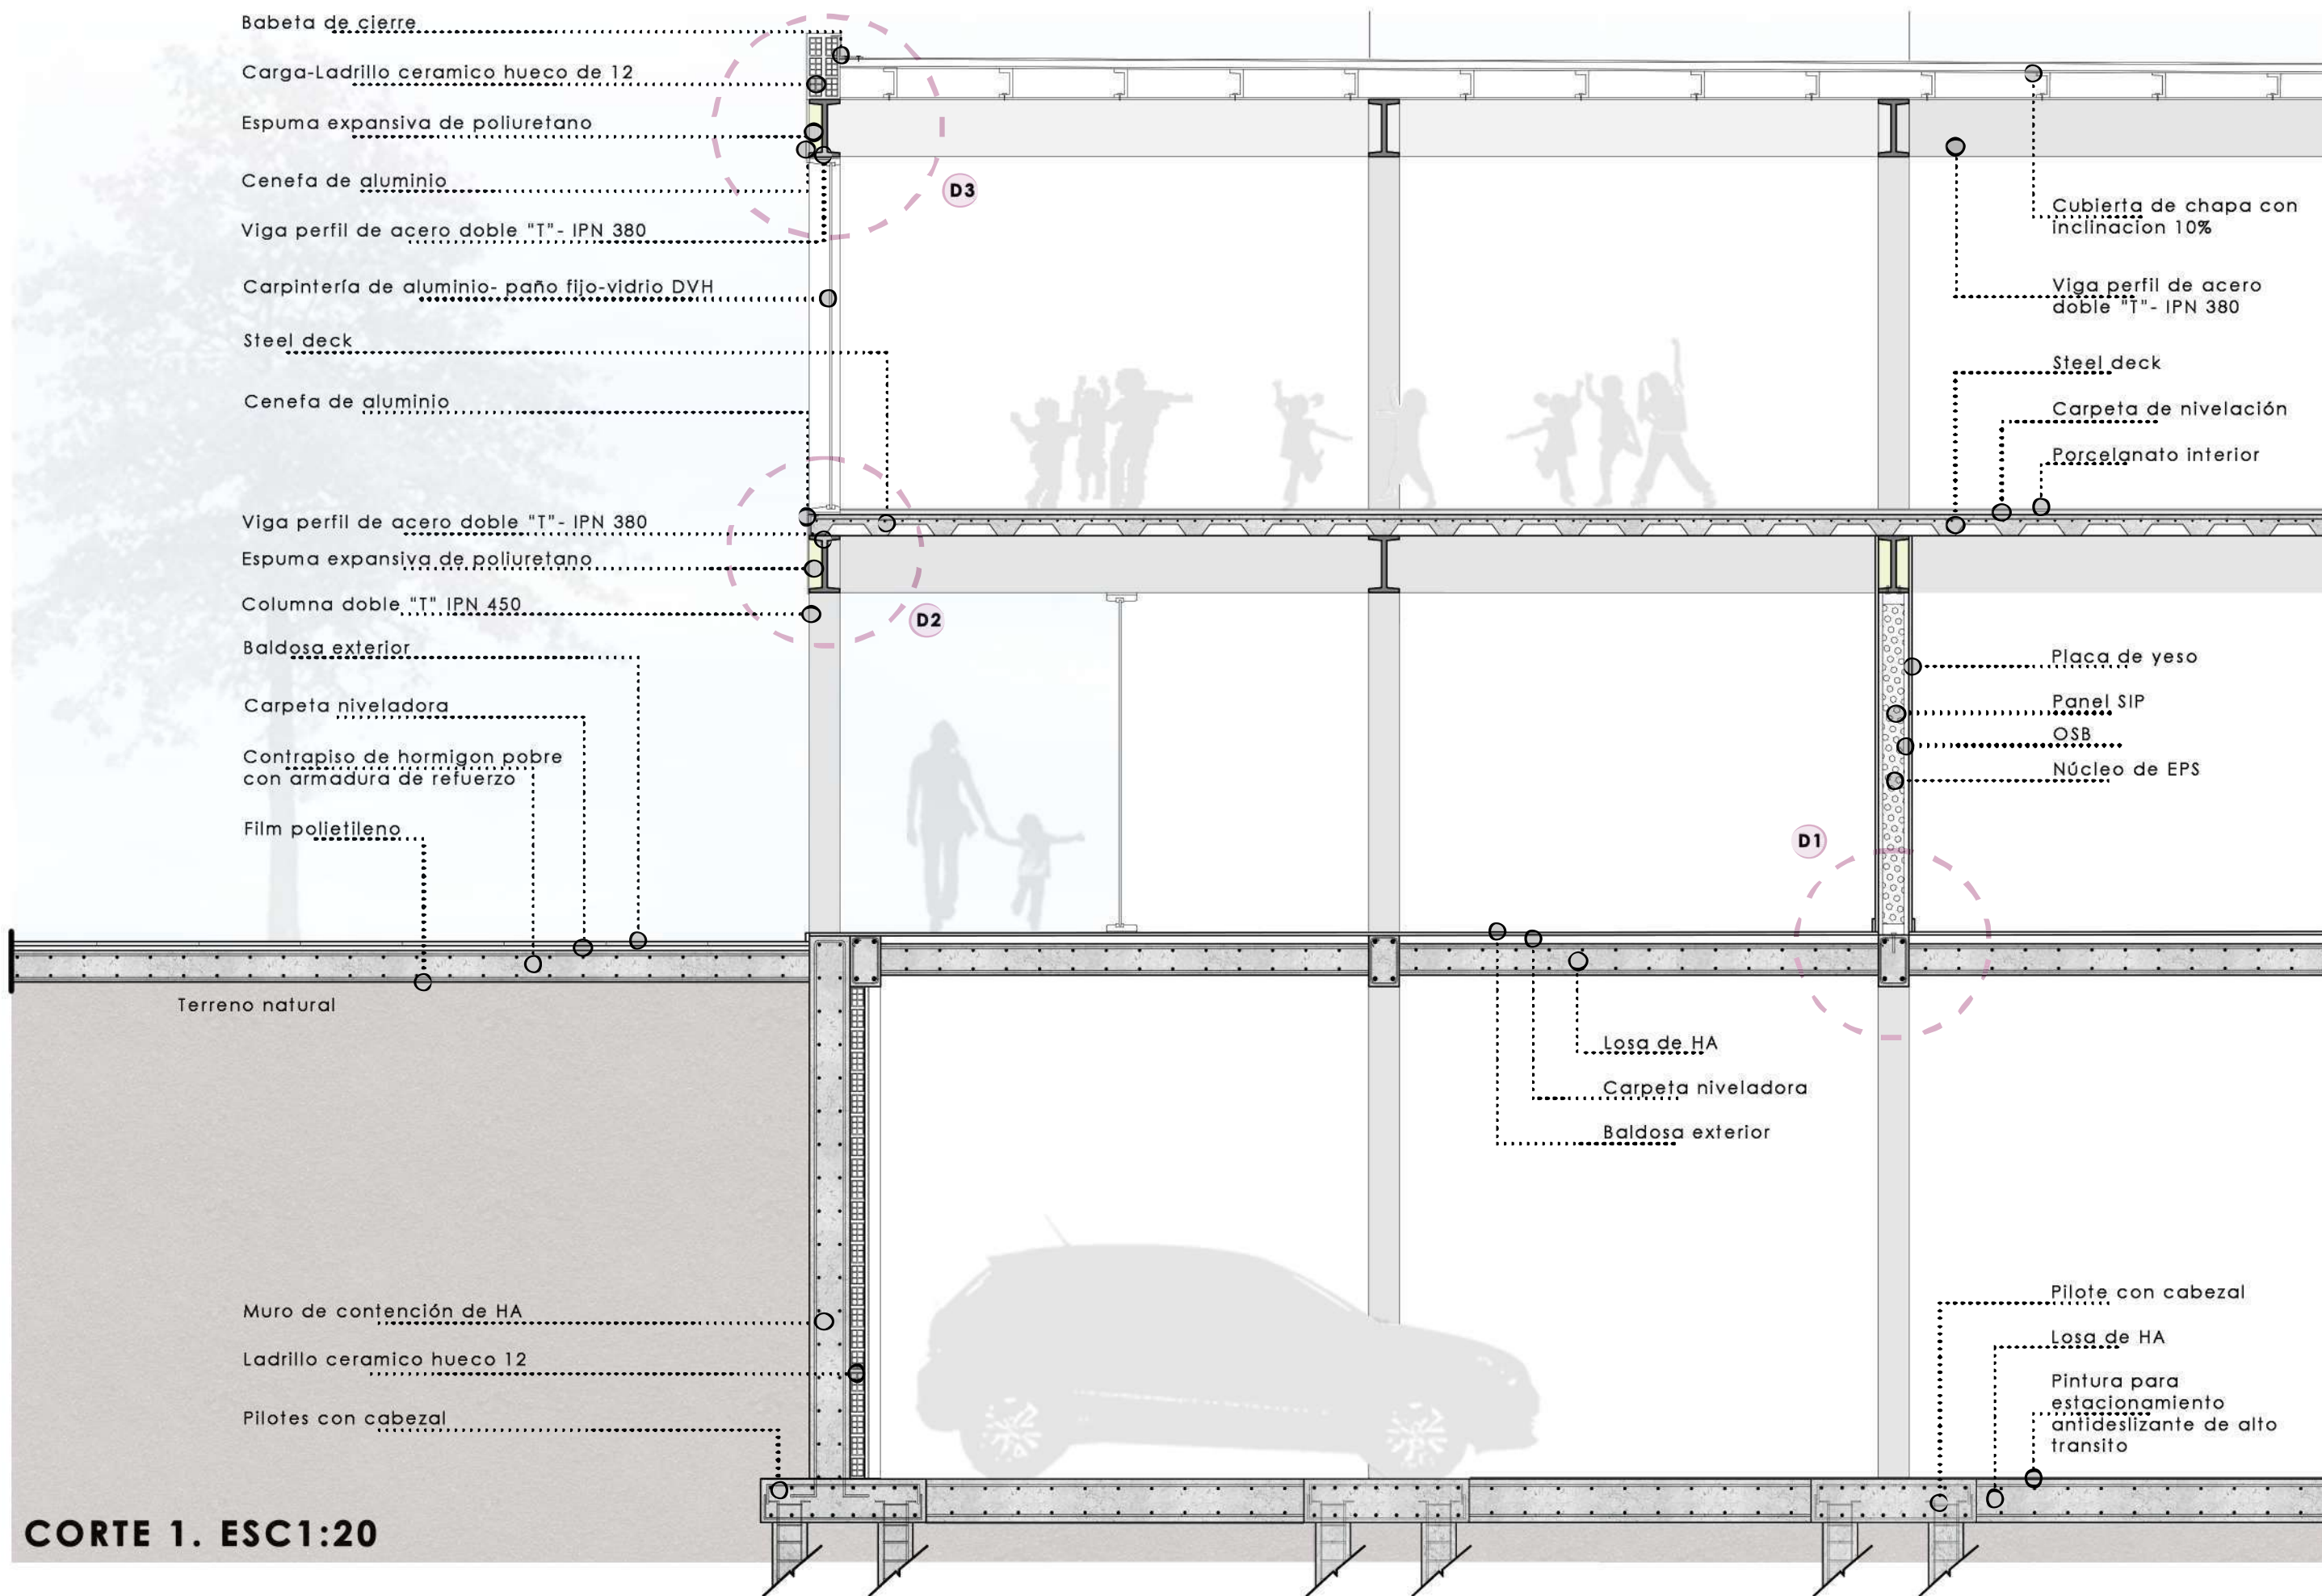 Babeta de cierre
Carga-Ladrillo ceramico hueco de 12
Espuma expansiva de poliuretano
Cenefa de aluminio
Viga perfil de acero doble "T"- IPN 380
Carpintería de aluminio- paño fijo-vidrio DVH
Steel deck
Cenefa de aluminio
Viga perfil de acero doble "T"- IPN 380
Espuma expansiva de poliuretano
Columna doble "T" IPN 450
Baldosa exterior
Carpeta niveladora
Contrapiso de hormigon pobre
con armadura de refuerzo
Film polietileno
Terreno natural
Muro de contención de HA
Ladrillo ceramico hueco 12
Pilotes con cabezal
CORTE 1. ESC1:20
D3
D2
D1
Losa de HA
Carpeta niveladora
Baldosa exterior
Cubierta de chapa con
inclinacion 10%
Viga perfil de acero
doble "T"- IPN 380
Steel deck
Carpeta de nivelación
Porcelanato interior
Placa de yeso
Panel SIP
OSB
Núcleo de EPS
Pilote con cabezal
Losa de HA
Pintura para
estacionamiento
antideslizante de alto
transito